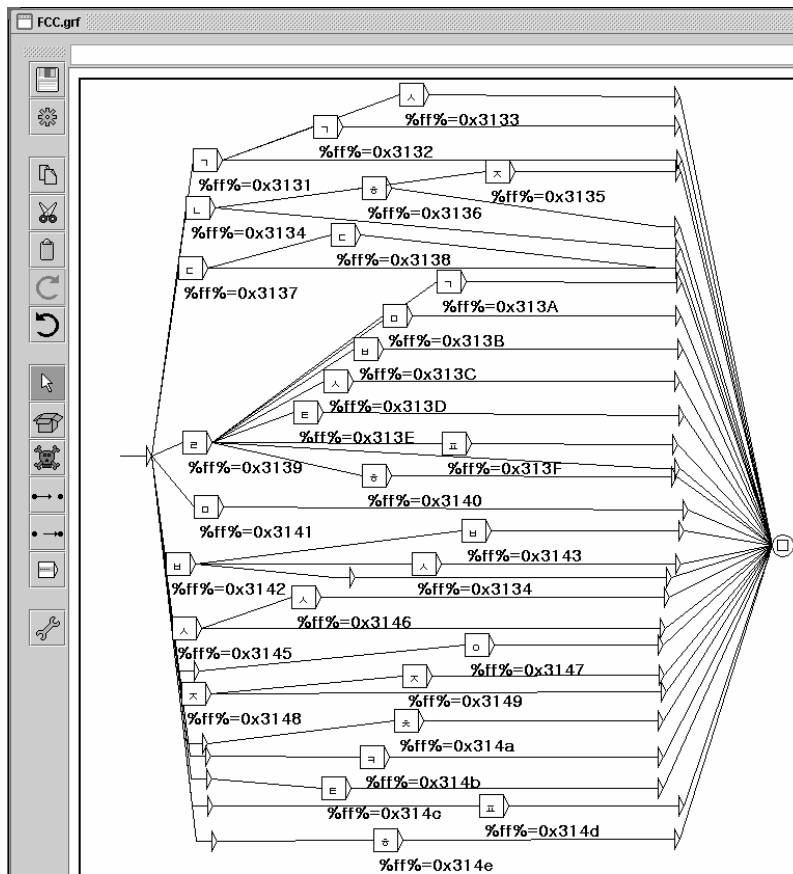 FCC.grf
ㅅ
%ff%=0x3133
ㄱ
%ff%=0x3132
ㄱ
%ff%=0x3131
ㅈ
%ff%=0x3135
ㅎ
%ff%=0x3136
ㄴ
%ff%=0x3134
ㄷ
%ff%=0x3138
ㄷ
%ff%=0x3137
ㄱ
%ff%=0x313A
ㅁ
%ff%=0x313B
ㅂ
%ff%=0x313C
ㅅ
%ff%=0x313D
ㅌ
%ff%=0x313E
ㄹ
%ff%=0x3139
ㅍ
%ff%=0x313F
ㅎ
%ff%=0x3140
ㅁ
%ff%=0x3141
ㅂ
%ff%=0x3143
ㅂ
%ff%=0x3142
ㅅ
%ff%=0x3134
ㅅ
%ff%=0x3146
ㅅ
%ff%=0x3145
ㅇ
%ff%=0x3147
ㅈ
%ff%=0x3149
ㅈ
%ff%=0x3148
ㅊ
%ff%=0x314a
ㅋ
%ff%=0x314b
ㅌ
%ff%=0x314c
ㅍ
%ff%=0x314d
ㅎ
%ff%=0x314e